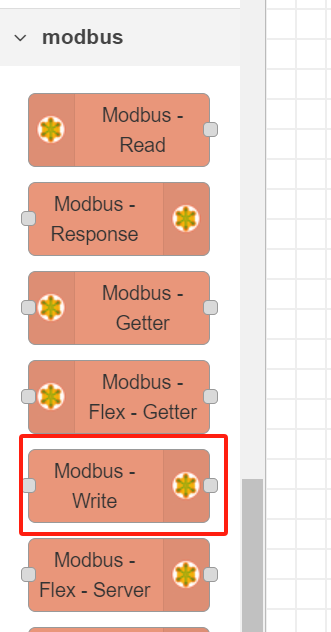 modbus
Modbus -
Read
Modbus -
Response
Modbus -
Getter
Modbus -
Flex - Getter
Modbus -
Write
Modbus -
Flex - Server